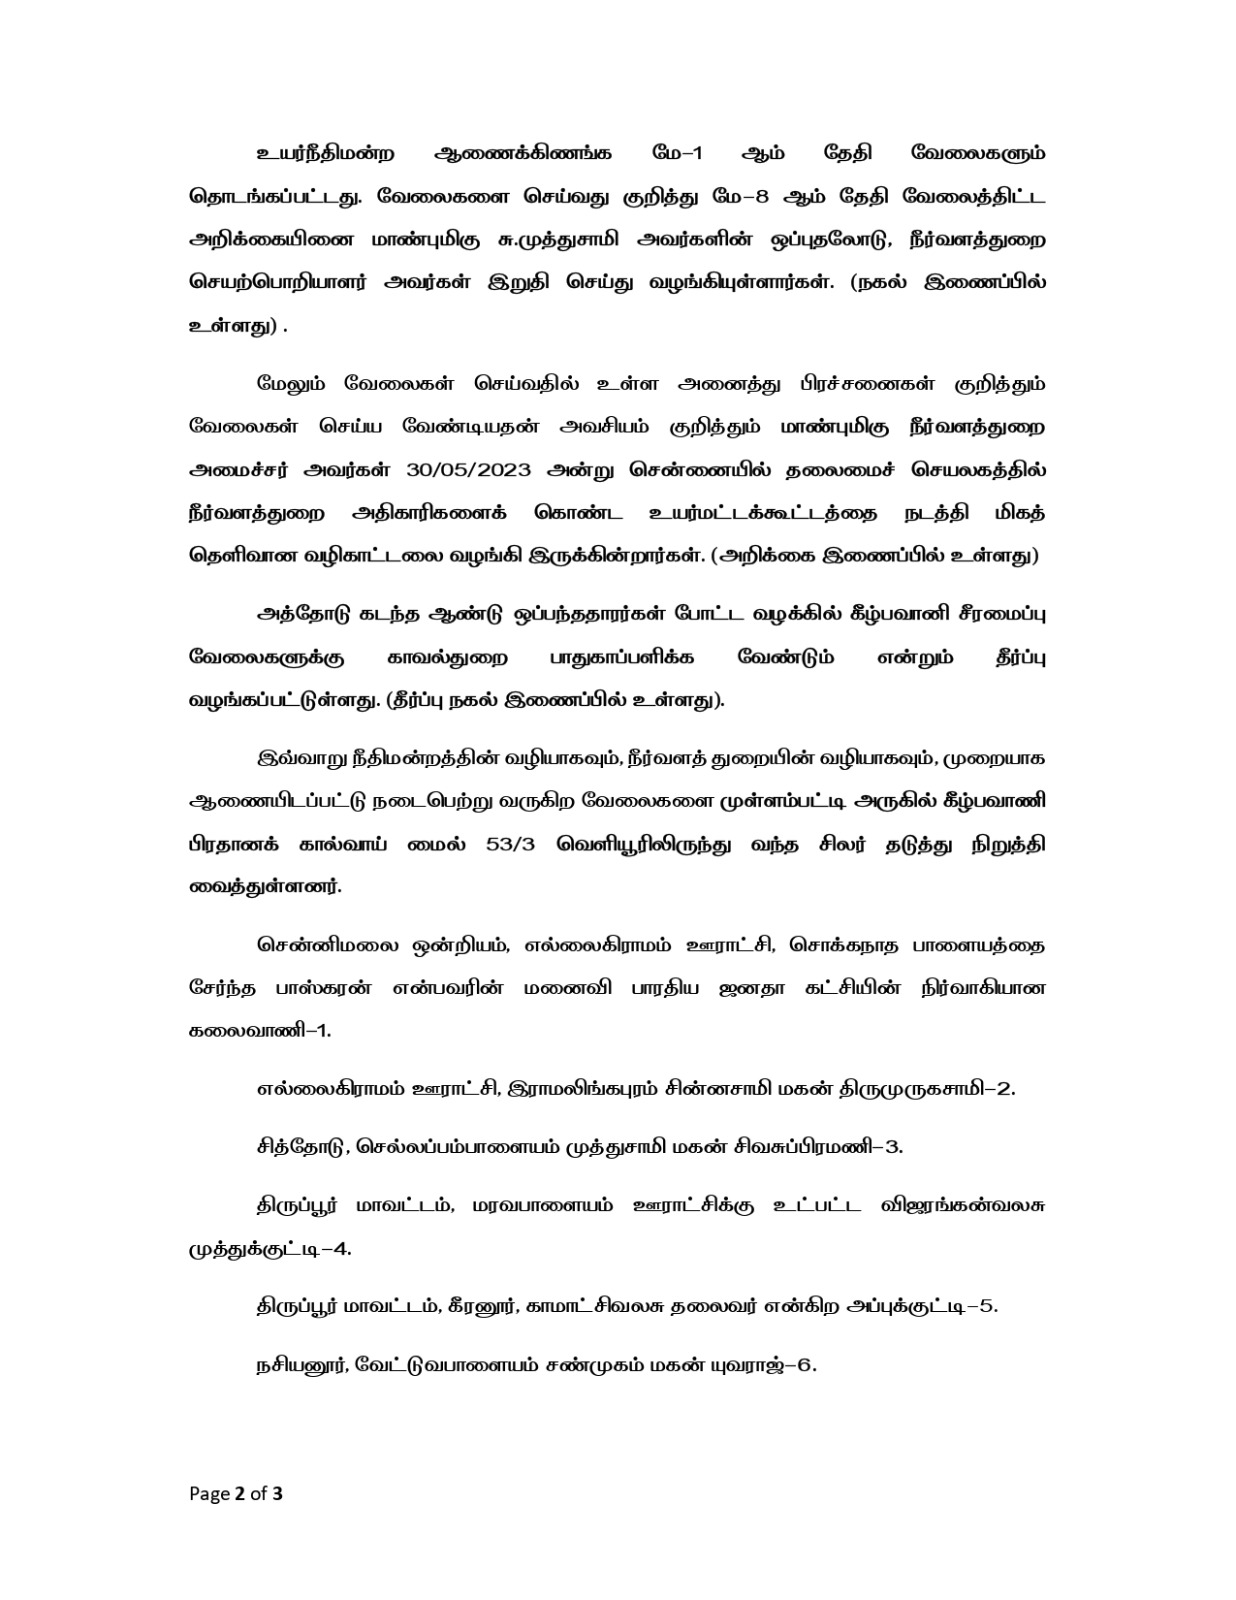 உயர்நீதிமன்ற ஆணைக்கிணங்க மே-1 ஆம் தேதி வேலைகளும்
தொடங்கப்பட்டது. வேலைகளை செய்வது குறித்து மே-8 ஆம் தேதி வேலைத்திட்ட
அறிக்கையினை மாண்புமிகு சு.முத்துசாமி அவர்களின் ஒப்புதலோடு, நீர்வளத்துறை
செயற்பொறியாளர் அவர்கள் இறுதி செய்து வழங்கியுள்ளார்கள். (நகல் இணைப்பில்
உள்ளது) .
மேலும் வேலைகள் செய்வதில் உள்ள அனைத்து பிரச்சனைகள் குறித்தும்
வேலைகள் செய்ய வேண்டியதன் அவசியம் குறித்தும் மாண்புமிகு நீர்வளத்துறை
அமைச்சர் அவர்கள் 30/05/2023 அன்று சென்னையில் தலைமைச் செயலகத்தில்
நீர்வளத்துறை அதிகாரிகளைக் கொண்ட உயர்மட்டக்கூட்டத்தை நடத்தி மிகத்
தெளிவான வழிகாட்டலை வழங்கி இருக்கின்றார்கள். (அறிக்கை இணைப்பில் உள்ளது)
அத்தோடு கடந்த ஆண்டு ஒப்பந்ததாரர்கள் போட்ட வழக்கில் கீழ்பவானி சீரமைப்பு
வேலைகளுக்கு காவல்துறை பாதுகாப்பளிக்க வேண்டும் என்றும் தீர்ப்பு
வழங்கப்பட்டுள்ளது. (தீர்ப்பு நகல் இணைப்பில் உள்ளது).
இவ்வாறு நீதிமன்றத்தின் வழியாகவும், நீர்வளத் துறையின் வழியாகவும், முறையாக
ஆணையிடப்பட்டு நடைபெற்று வருகிற வேலைகளை முள்ளம்பட்டி அருகில் கீழ்பவாணி
பிரதானக் கால்வாய் மைல் 53/3 வெளியூரிலிருந்து வந்த சிலர் தடுத்து நிறுத்தி
வைத்துள்ளனர்.
சென்னிமலை ஒன்றியம், எல்லைகிராமம் ஊராட்சி, சொக்கநாத பாளையத்தை
சேர்ந்த பாஸ்கரன் என்பவரின் மனைவி பாரதிய ஜனதா கட்சியின் நிர்வாகியான
கலைவாணி-1.
எல்லைகிராமம் ஊராட்சி, இராமலிங்கபுரம் சின்னசாமி மகன் திருமுருகசாமி-2.
சித்தோடு, செல்லப்பம்பாளையம் முத்துசாமி மகன் சிவசுப்பிரமணி-3.
திருப்பூர் மாவட்டம், மரவபாளையம் ஊராட்சிக்கு உட்பட்ட விஜரங்கன்வலசு
முத்துக்குட்டி-4.
திருப்பூர் மாவட்டம், கீரனூர், காமாட்சிவலசு தலைவர் என்கிற அப்புக்குட்டி-5.
நசியனூர், வேட்டுவபாளையம் சண்முகம் மகன் யுவராஜ்-6.
Page 2 of 3